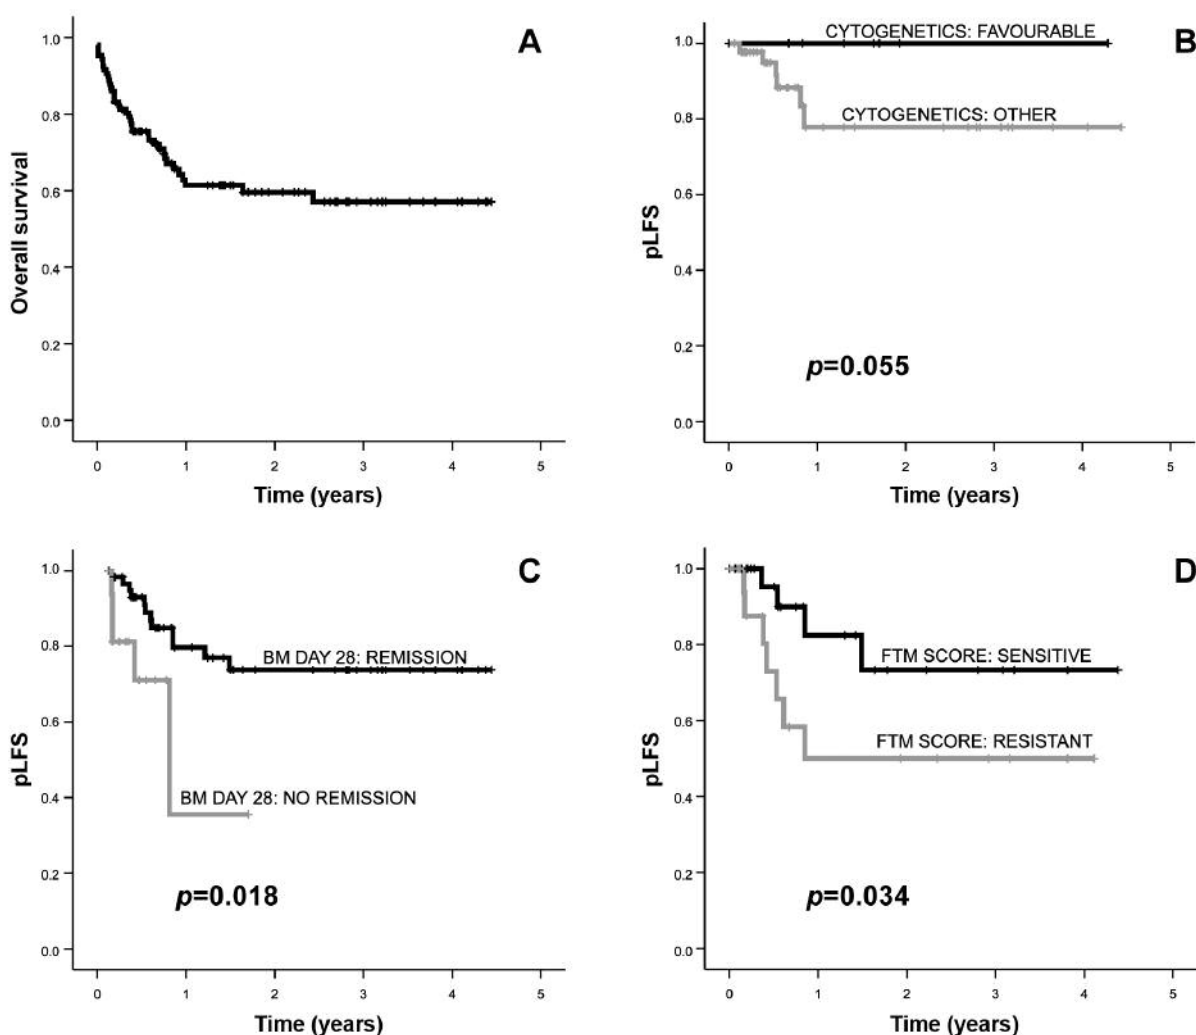 A
Overall survival
1.0
0.8
0.6
0.4
0.2
0.0
0 1 2 3 4 5
Time (years)
B
CYTOGENETICS: FAVOURABLE
CYTOGENETICS: OTHER
pLFS
1.0
0.8
0.6
0.4
0.2
0.0
p=0.055
0 1 2 3 4 5
Time (years)
C
pLFS
1.0
0.8
0.6
0.4
0.2
0.0
BM DAY 28: REMISSION
BM DAY 28: NO REMISSION
p=0.018
0 1 2 3 4 5
Time (years)
D
pLFS
1.0
0.8
0.6
0.4
0.2
0.0
FTM SCORE: SENSITIVE
FTM SCORE: RESISTANT
p=0.034
0 1 2 3 4 5
Time (years)